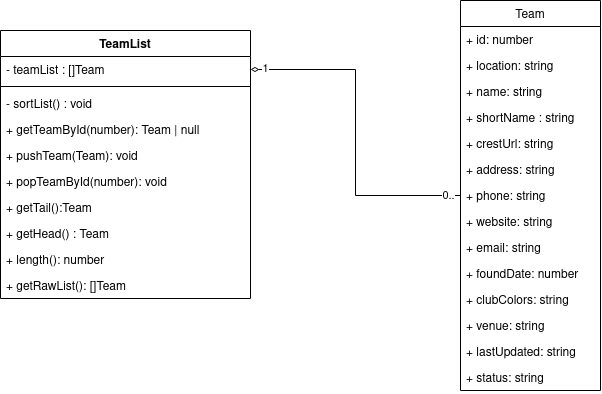 TeamList
- teamList : []Team
- sortList() : void
+ getTeamById(number): Team | null
+ pushTeam(Team): void
+ popTeamById(number): void
+ getTail():Team
+ getHead() : Team
+ length(): number
+ getRawList(): []Team
1
0..
Team
+ id: number
+ location: string
+ name: string
+ shortName : string
+ crestUrl: string
+ address: string
+ phone: string
+ website: string
+ email: string
+ foundDate: number
+ clubColors: string
+ venue: string
+ lastUpdated: string
+ status: string